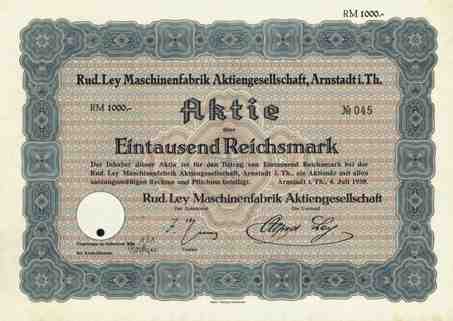 RM 1000.-
Rud. Ley Maschinenfabrik Aktiengesellschaft, Arnstadt i. Th.
RM 1000.-
Aktie
№ 045
über
Eintausend Reichsmark
Der Inhaber dieser Aktie ist für den Betrag von Eintausend Reichsmark bei der
Rud. Ley Maschinenfabrik Aktiengesellschaft, Arnstadt i. Th., als Aktionär mit allen
satzungsmäßigen Rechten und Pflichten beteiligt. Arnstadt i. Th., 4. Juli 1938.
Rud. Ley Maschinenfabrik Aktiengesellschaft
Der Aufsichtsrat
Der Vorstand
Alfred Ley